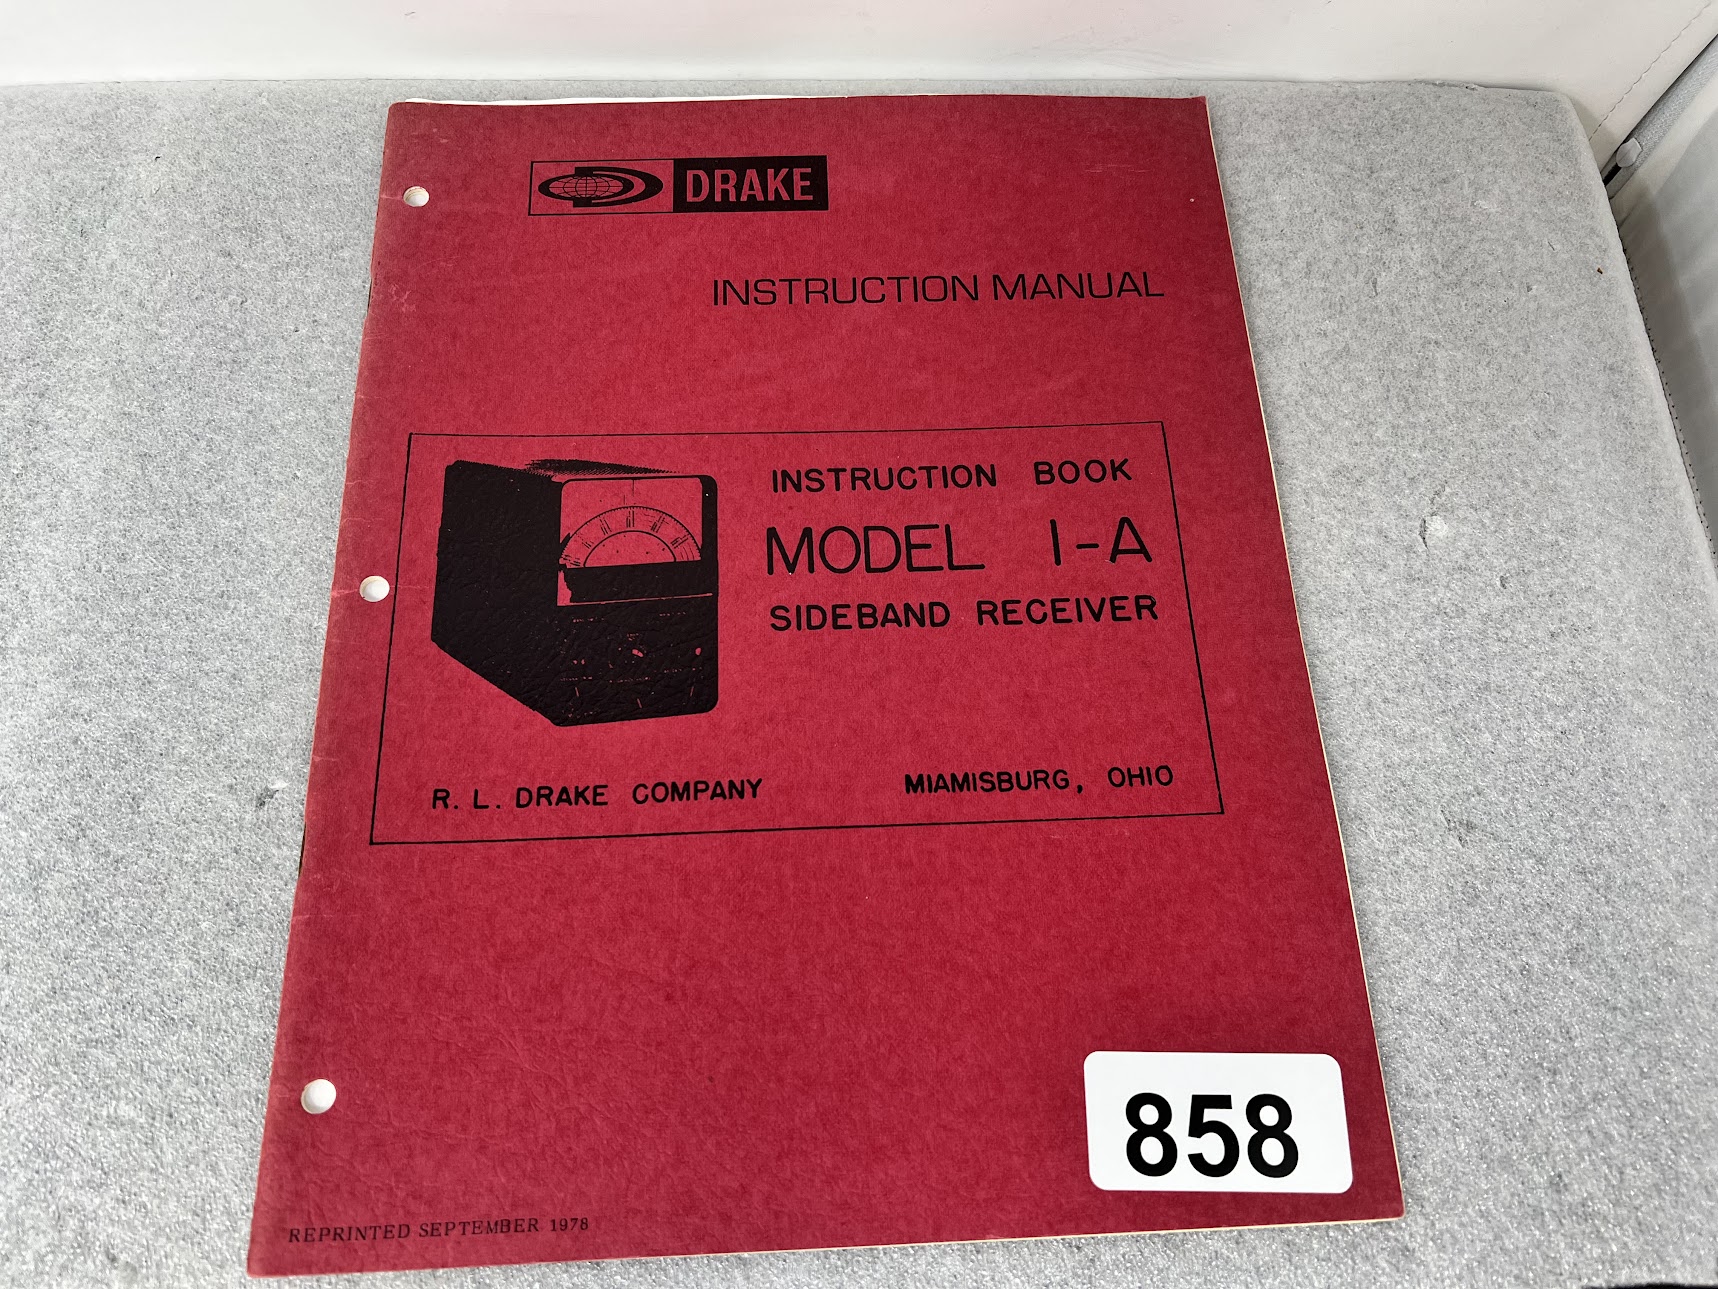 DRAKE
INSTRUCTION MANUAL
INSTRUCTION BOOK
MODEL 1-A
SIDEBAND RECEIVER
R. L. DRAKE COMPANY MIAMISBURG, OHIO
858
REPRINTED SEPTEMBER 1978